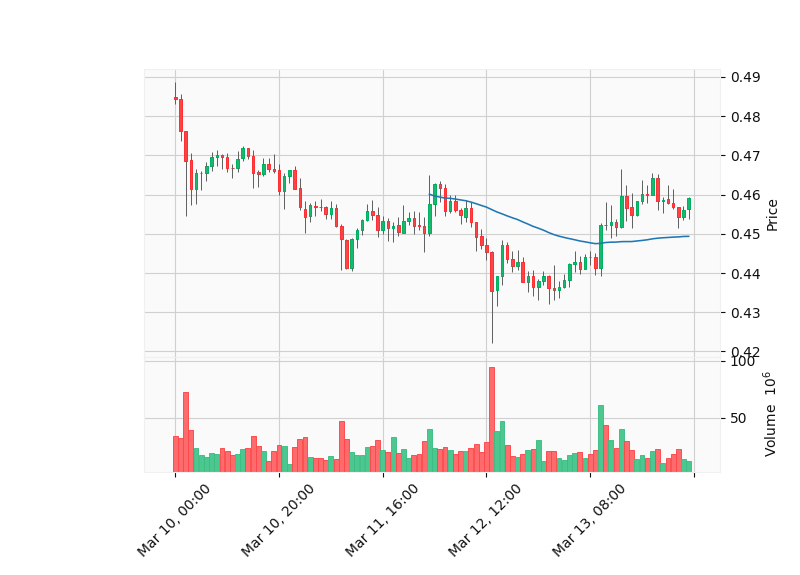 0.49
0.48
0.47
0.46
0.45
0.44
0.43
0.42
Price
100
50
Volume 10^6
Mar 10, 00:00
Mar 10, 20:00
Mar 11, 16:00
Mar 12, 12:00
Mar 13, 08:00